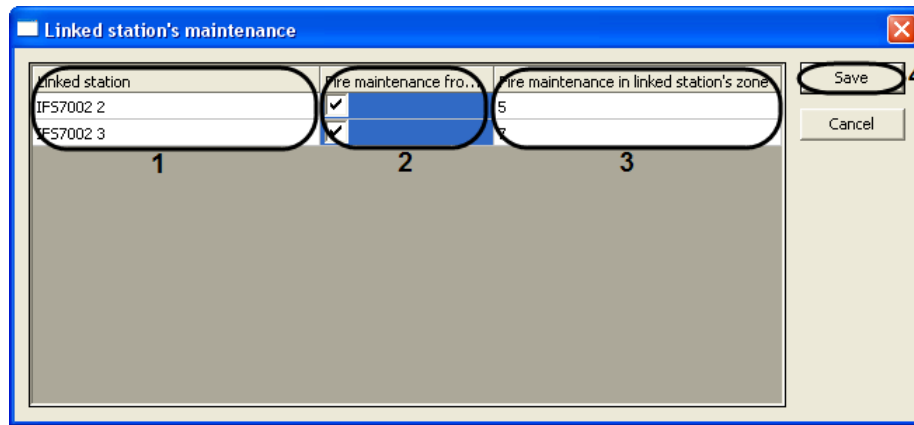 Linked station's maintenance
Linked station Fire maintenance fro... Fire maintenance in linked station's zone
IFS7002 2 5
IFS7002 3 7
Save 4
Cancel
1 2 3